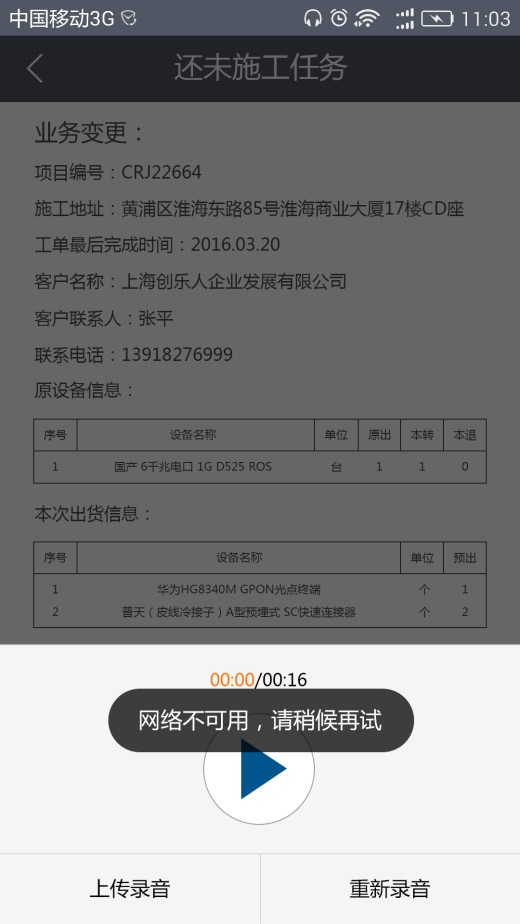 中国移动3G 11:03
还未施工任务
业务变更：
项目编号：CRJ22664
施工地址：黄浦区淮海东路85号淮海商业大厦17楼CD座
工单最后完成时间：2016.03.20
客户名称：上海创乐人企业发展有限公司
客户联系人：张平
联系电话：13918276999
原设备信息：
序号 设备名称 单位 原出 本转 本退
1 国产 6千兆电口 1G D525 ROS 台 1 1 0
本次出货信息：
序号 设备名称 单位 预出
1 华为HG8340M GPON光点终端 个 1
2 普天（皮线冷接子）A型预埋式 SC快速连接器 个 2
00:00/00:16
网络不可用，请稍候再试
上传录音 重新录音